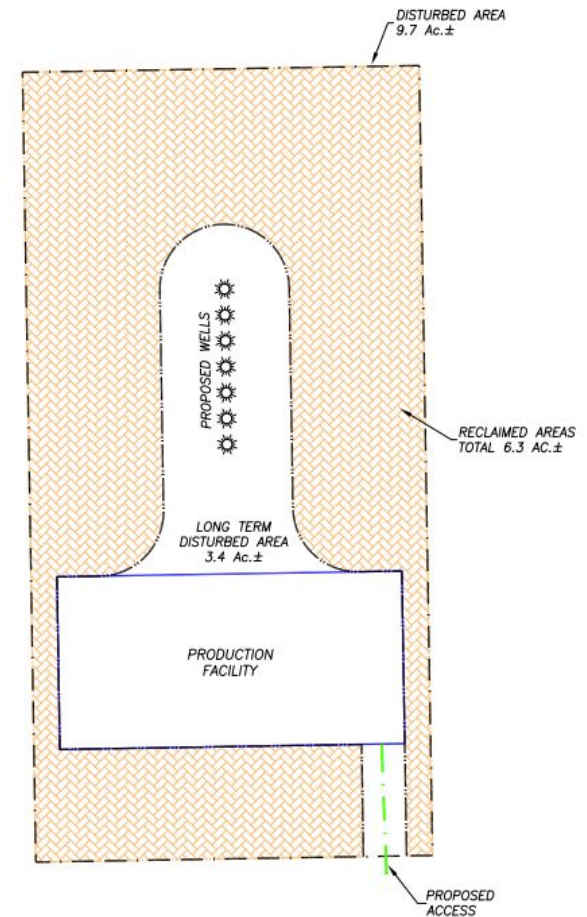 DISTURBED AREA
9.7 Ac.±
PROPOSED WELLS
RECLAIMED AREAS
TOTAL 6.3 AC.±
LONG TERM
DISTURBED AREA
3.4 Ac.±
PRODUCTION
FACILITY
PROPOSED
ACCESS